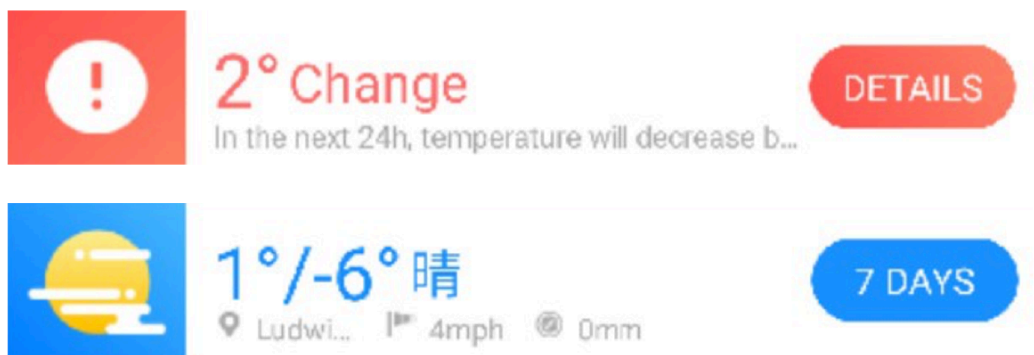 2° Change
In the next 24h, temperature will decrease b...
DETAILS
1°/-6° 晴
Ludwi... 4mph 0mm
7 DAYS